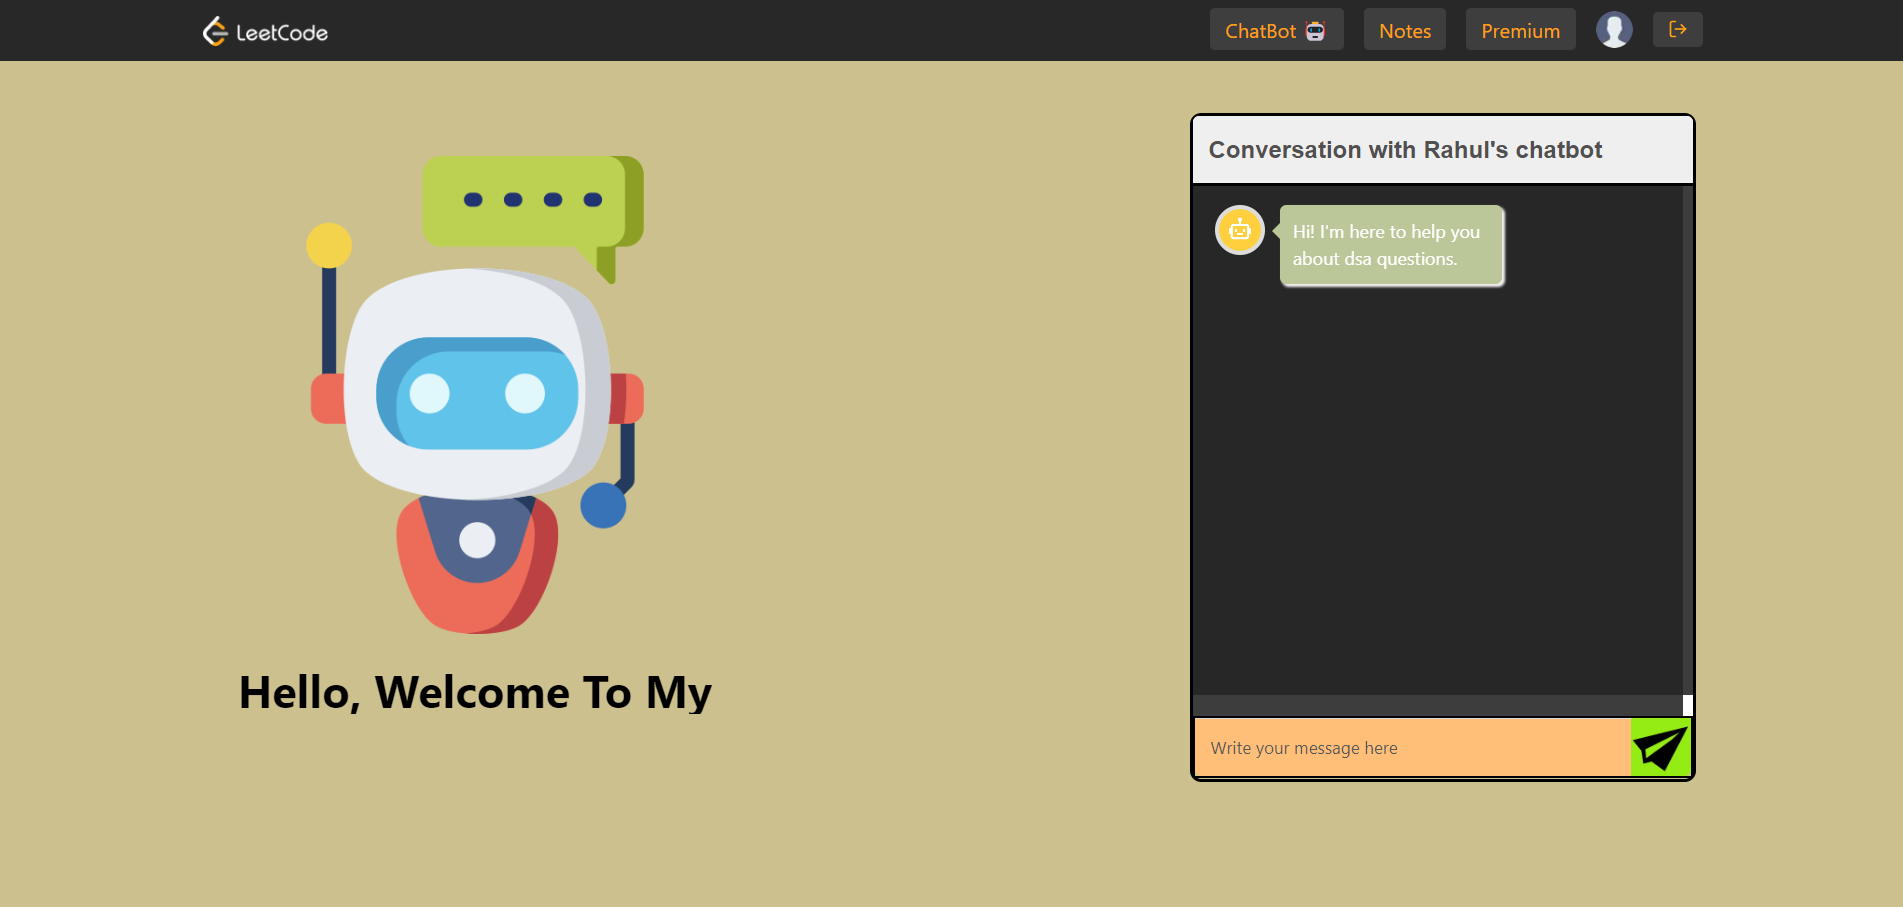 LeetCode
ChatBot
Notes
Premium
Conversation with Rahul's chatbot
Hi! I'm here to help you
about dsa questions.
Hello, Welcome To My
Write your message here